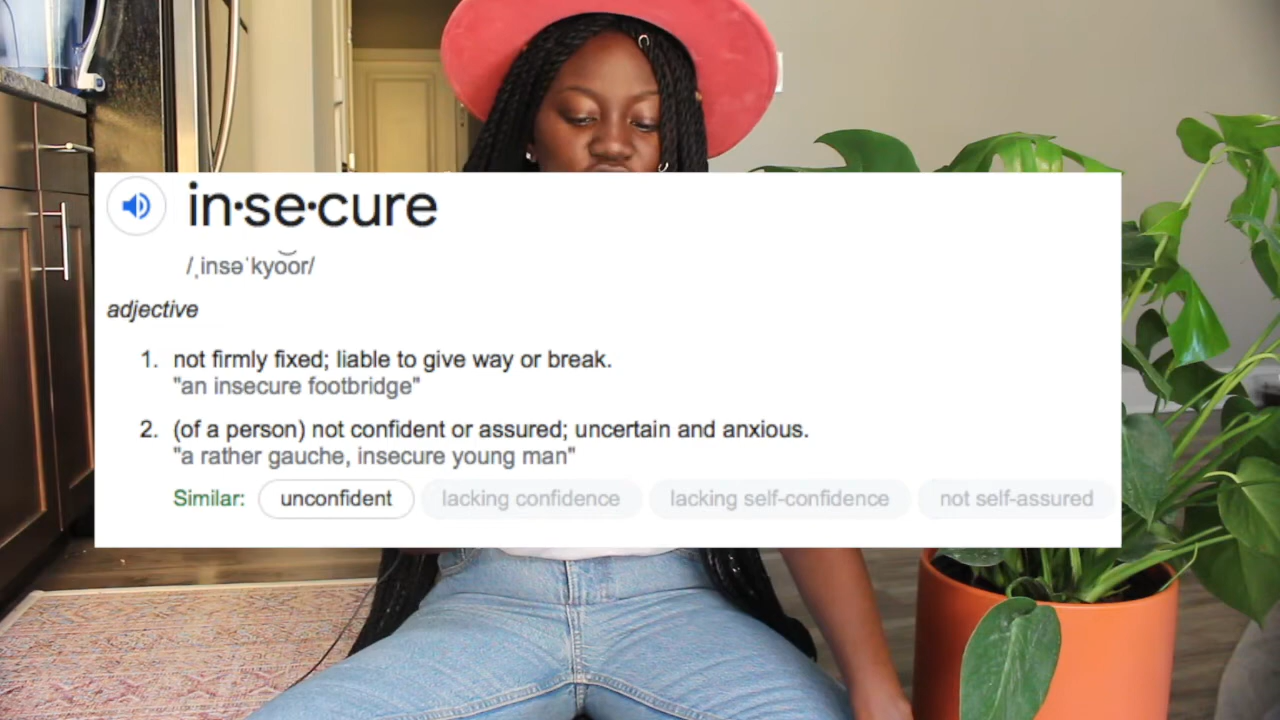 in·se·cure
/ˌinsəˈkyo͝or/
adjective
1. not firmly fixed; liable to give way or break.
"an insecure footbridge"
2. (of a person) not confident or assured; uncertain and anxious.
"a rather gauche, insecure young man"
Similar: unconfident lacking confidence lacking self-confidence not self-assured